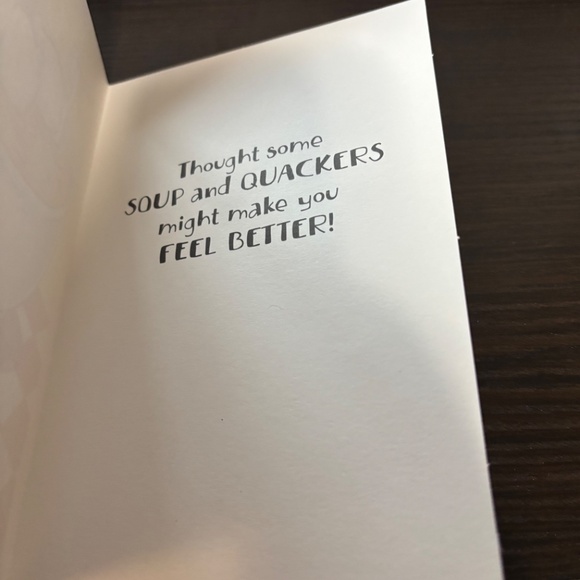 Thought some
SOUP and QUACKERS
might make you
FEEL BETTER!